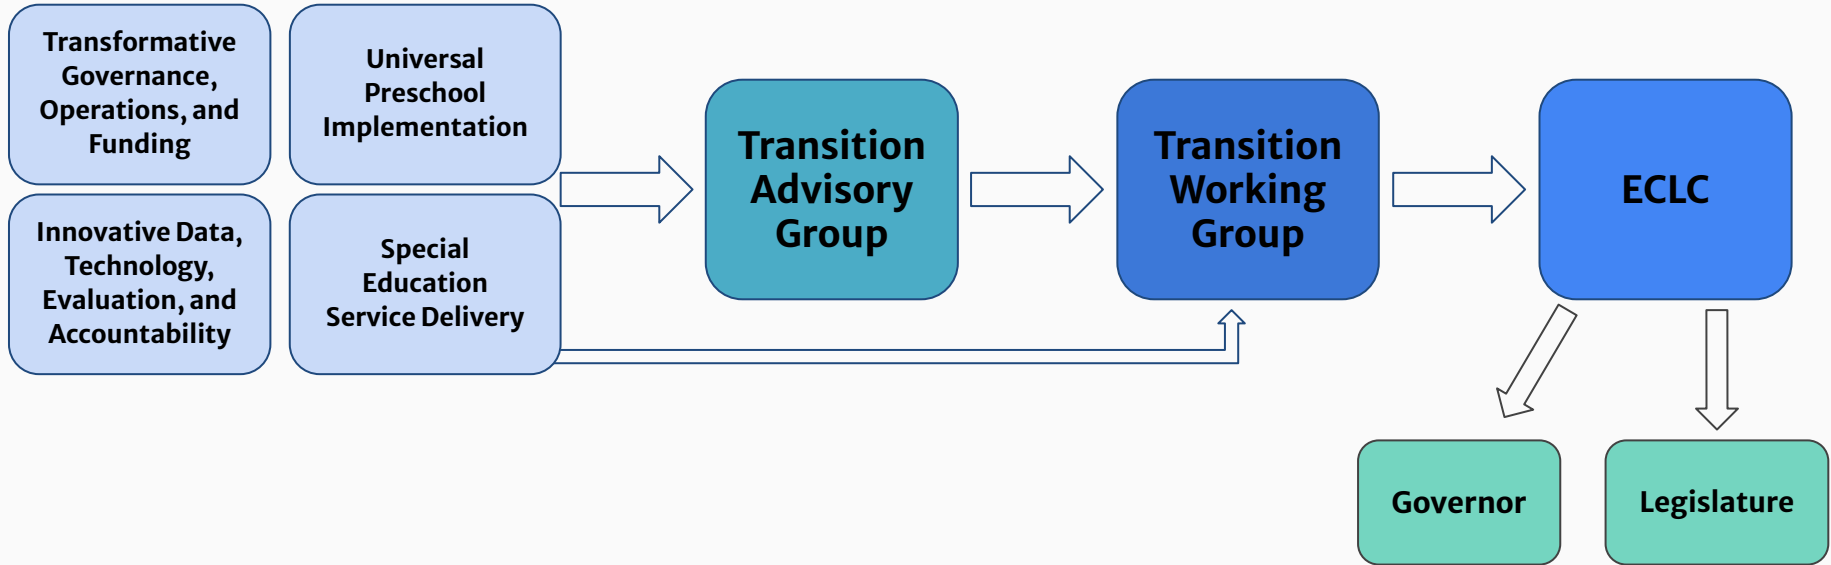 Transformative
Governance,
Operations, and
Funding
Universal
Preschool
Implementation
Innovative Data,
Technology,
Evaluation, and
Accountability
Special
Education
Service Delivery
Transition
Advisory
Group
Transition
Working
Group
ECLC
Governor
Legislature